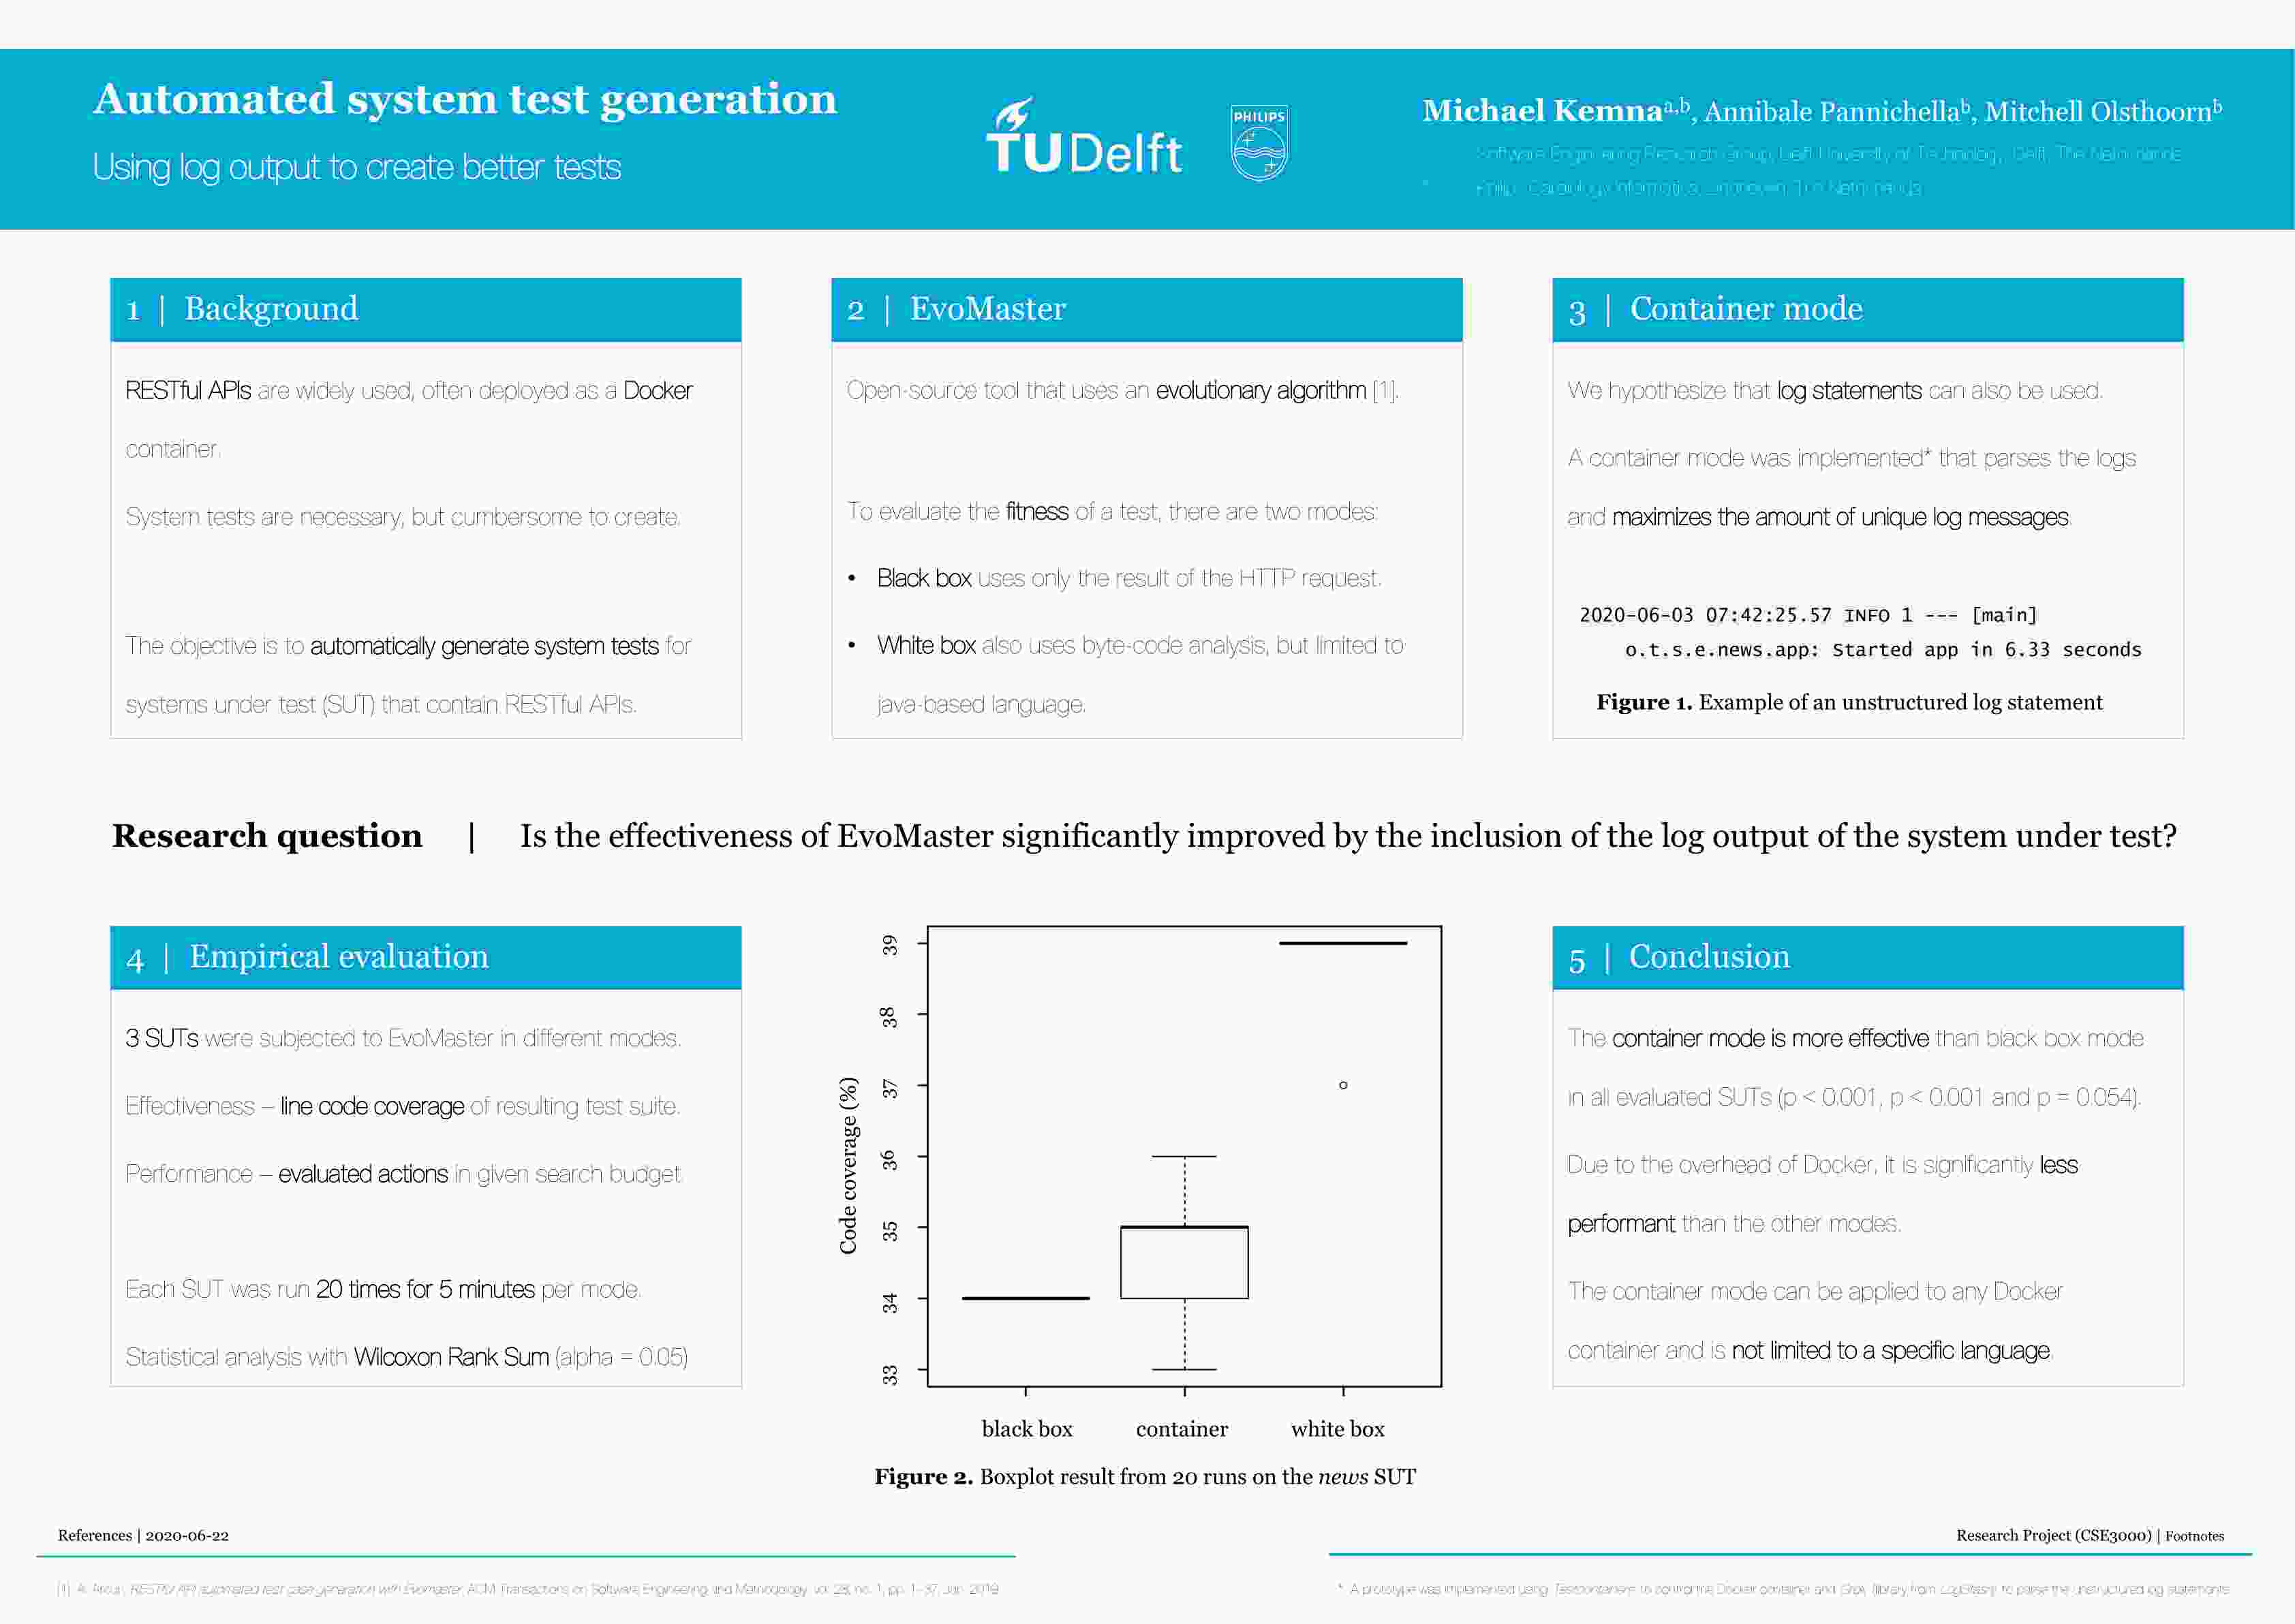 Automated system test generation
Using log output to create better tests
TU Delft
PHILIPS
Michael Kemna a,b, Annibale Pannichella b, Mitchell Olsthoorn b
Software Engineering Research Group, Delft University of Technology, Delft, The Netherlands
Philips Cardiology Informatics, The Netherlands
1 | Background
RESTful APIs are widely used, often deployed as a Docker
container.
System tests are necessary, but cumbersome to create.
The objective is to automatically generate system tests for
systems under test (SUT) that contain RESTful APIs.
2 | EvoMaster
Open-source tool that uses an evolutionary algorithm [1].
To evaluate the fitness of a test, there are two modes:
• Black box uses only the result of the HTTP request.
• White box also uses byte-code analysis, but limited to
java-based language.
3 | Container mode
We hypothesize that log statements can also be used.
A container mode was implemented* that parses the logs
and maximizes the amount of unique log messages.
2020-06-03 07:42:25.57 INFO 1 --- [main]
o.t.s.e.news.app: Started app in 6.33 seconds
Figure 1. Example of an unstructured log statement
Research question | Is the effectiveness of EvoMaster significantly improved by the inclusion of the log output of the system under test?
4 | Empirical evaluation
3 SUTs were subjected to EvoMaster in different modes.
Effectiveness – line code coverage of resulting test suite.
Performance – evaluated actions in given search budget
Each SUT was run 20 times for 5 minutes per mode.
Statistical analysis with Wilcoxon Rank Sum (alpha = 0.05)
Code coverage (%)
39
38
37
36
35
34
33
black box container white box
Figure 2. Boxplot result from 20 runs on the news SUT
5 | Conclusion
The container mode is more effective than black box mode
in all evaluated SUTs (p < 0.001, p < 0.001 and p = 0.054).
Due to the overhead of Docker, it is significantly less
performant than the other modes.
The container mode can be applied to any Docker
container and is not limited to a specific language.
References | 2020-06-22
[1] A. Arcuri, RESTful API automated test case generation with Evomaster, ACM Transactions on Software Engineering and Methodology, vol. 28, no. 1, pp. 1–37, Jun. 2019
Research Project (CSE3000) | Footnotes
* A prototype was implemented using Testcontainers to control the Docker container and Grok (library from LogStash) to parse the unstructured log statements